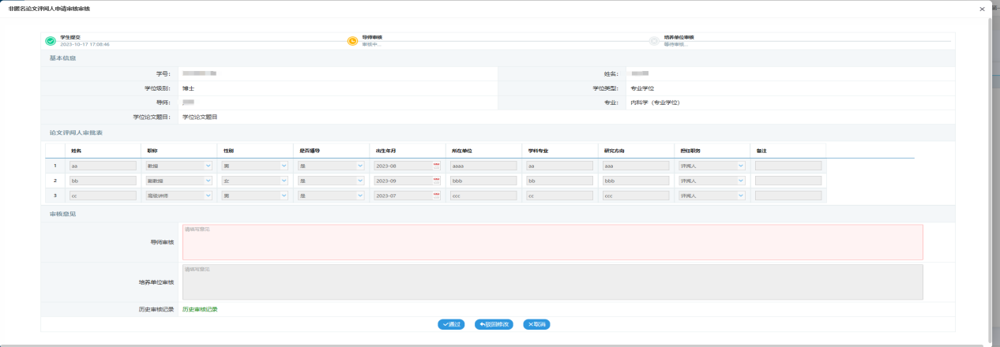 非匿名论文评阅人申请审核审核
学生提交
2023-10-17 17:08:46
导师审核
审核中...
培养单位审核
等待审核...
基本信息
学号: 姓名:
学位级别: 博士 学位类型: 专业学位
导师: 专业: 内科学（专业学位）
学位论文题目: 学位论文题目
论文评阅人审批表
姓名 职称 性别 是否博导 出生年月 所在单位 学科专业 研究方向 担任职务 备注
1 aa 教授 男 是 2023-08 aaaa aa aaa 评阅人
2 bb 副教授 女 是 2023-09 bbb bb bbb 评阅人
3 cc 高级讲师 男 是 2023-07 ccc cc ccc 评阅人
审核意见
导师审核 请填写意见
培养单位审核 请填写意见
历史审核记录 历史审核记录
通过 驳回修改 取消